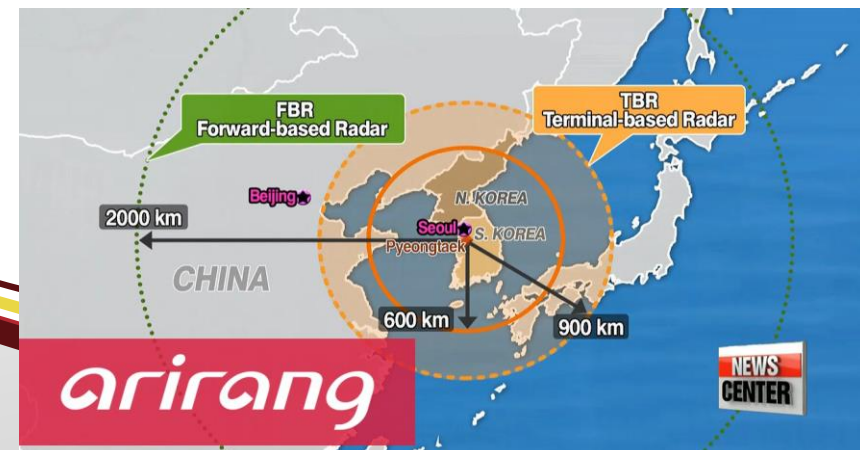 FBR
Forward-based Radar
TBR
Terminal-based Radar
Beijing
N. KOREA
2000 km
Seoul
S. KOREA
Pyeongtaek
CHINA
600 km
900 km
arirang
NEWS
CENTER